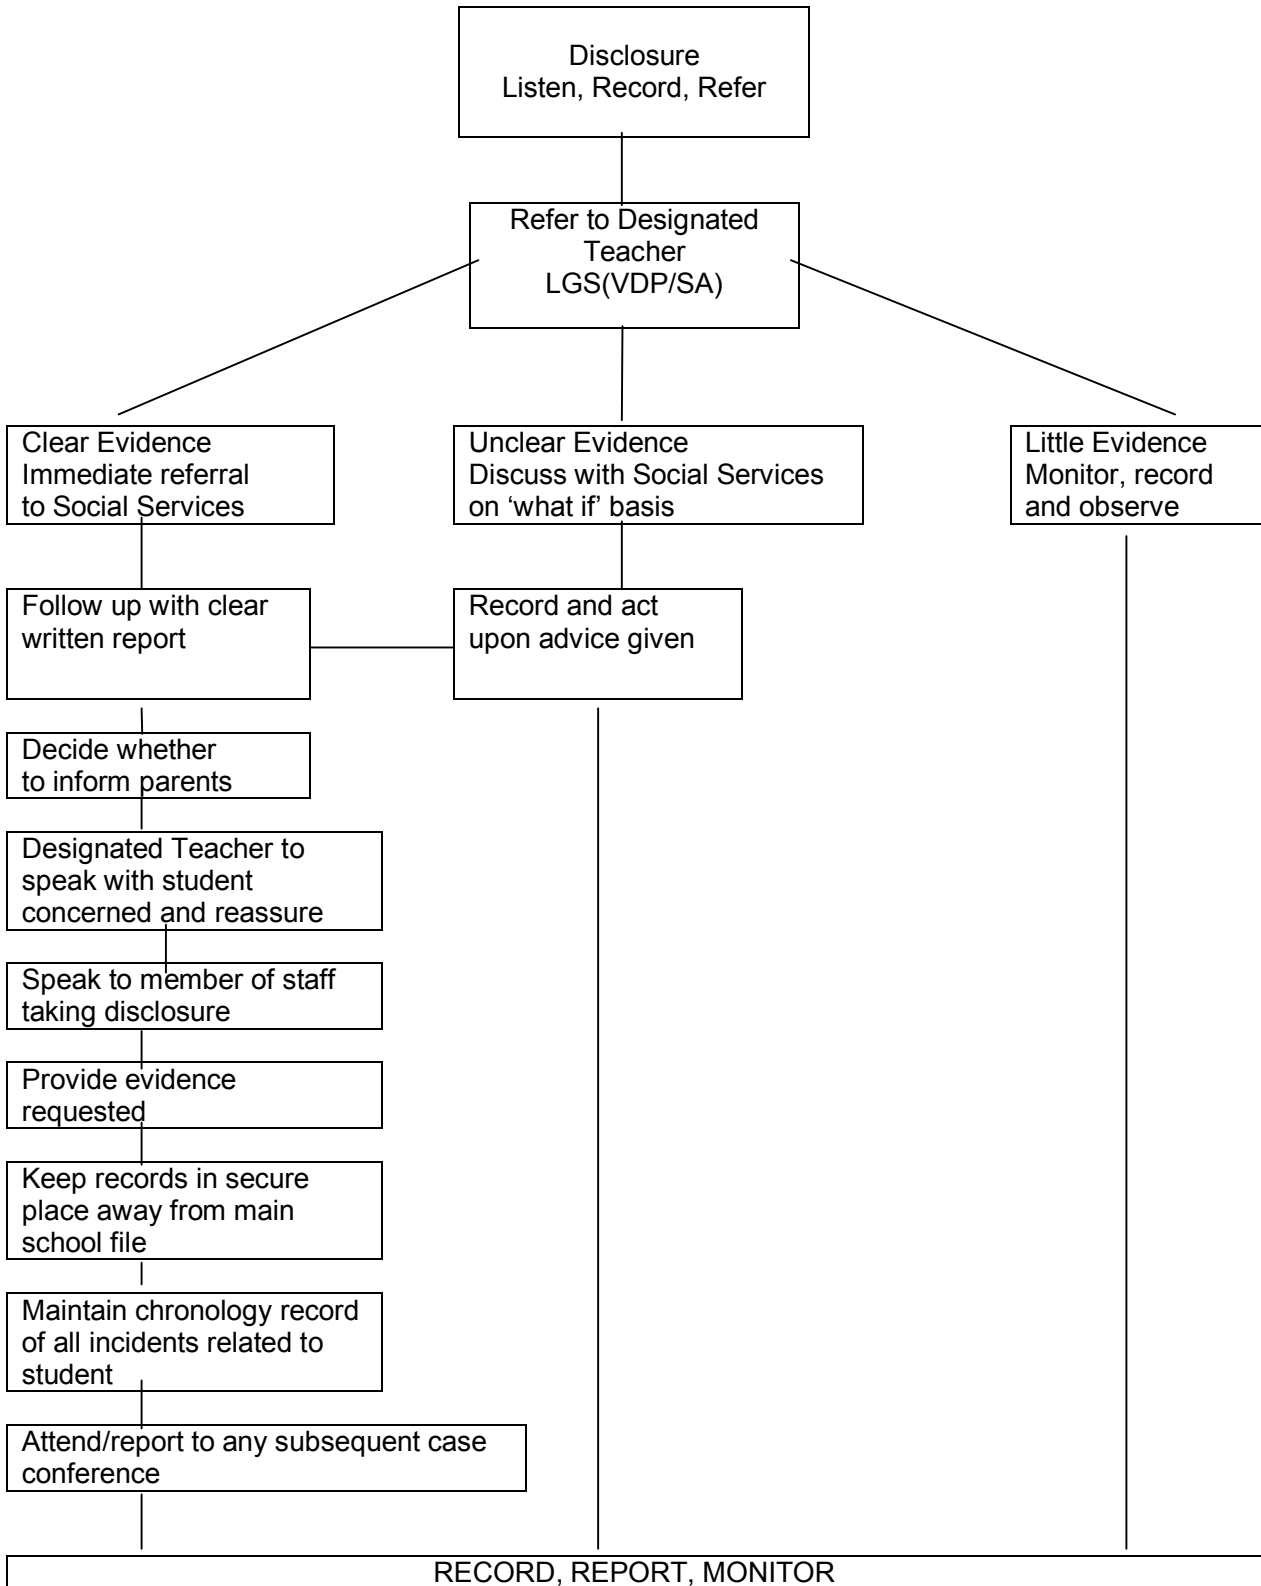 Disclosure
Listen, Record, Refer
Refer to Designated
Teacher
LGS(VDP/SA)
Clear Evidence
Immediate referral
to Social Services
Unclear Evidence
Discuss with Social Services
on ‘what if’ basis
Little Evidence
Monitor, record
and observe
Follow up with clear
written report
Record and act
upon advice given
Decide whether
to inform parents
Designated Teacher to
speak with student
concerned and reassure
Speak to member of staff
taking disclosure
Provide evidence
requested
Keep records in secure
place away from main
school file
Maintain chronology record
of all incidents related to
student
Attend/report to any subsequent case
conference
RECORD, REPORT, MONITOR